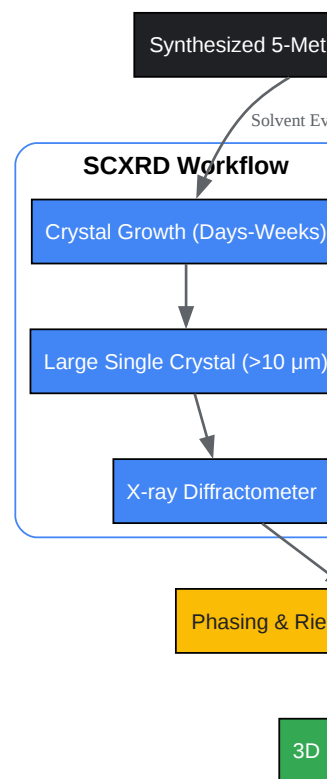 Synthesized 5-Met
Solvent Ev
SCXRD Workflow
Crystal Growth (Days-Weeks)
Large Single Crystal (>10 μm)
X-ray Diffractometer
Phasing & Rie
3D